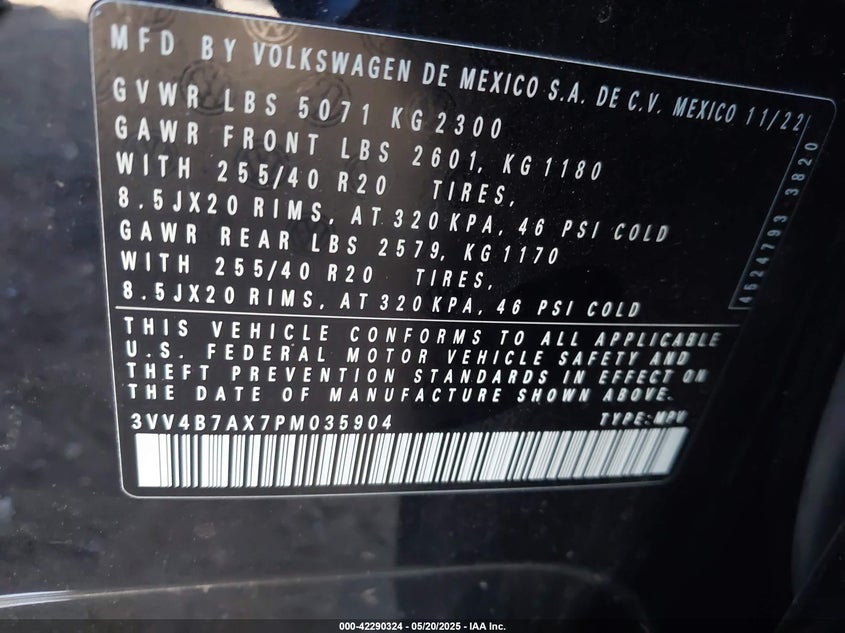 MFD BY VOLKSWAGEN DE MEXICO S.A. DE C.V. MEXICO 11/22
GVWR LBS 5071 KG 2300
GAWR FRONT LBS 2601, KG 1180
WITH 255/40 R20 TIRES,
8.5JX20 RIMS, AT 320 KPA, 46 PSI COLD
GAWR REAR LBS 2579, KG 1170
WITH 255/40 R20 TIRES,
8.5JX20 RIMS, AT 320 KPA, 46 PSI COLD
4524793 3820
THIS VEHICLE CONFORMS TO ALL APPLICABLE
U.S. FEDERAL MOTOR VEHICLE SAFETY AND
THEFT PREVENTION STANDARDS IN EFFECT ON
THE DATE OF MANUFACTURE SHOWN ABOVE.
3VV4B7AX7PM035904 TYPE: MPV
000-42290324 - 05/20/2025 - IAA Inc.